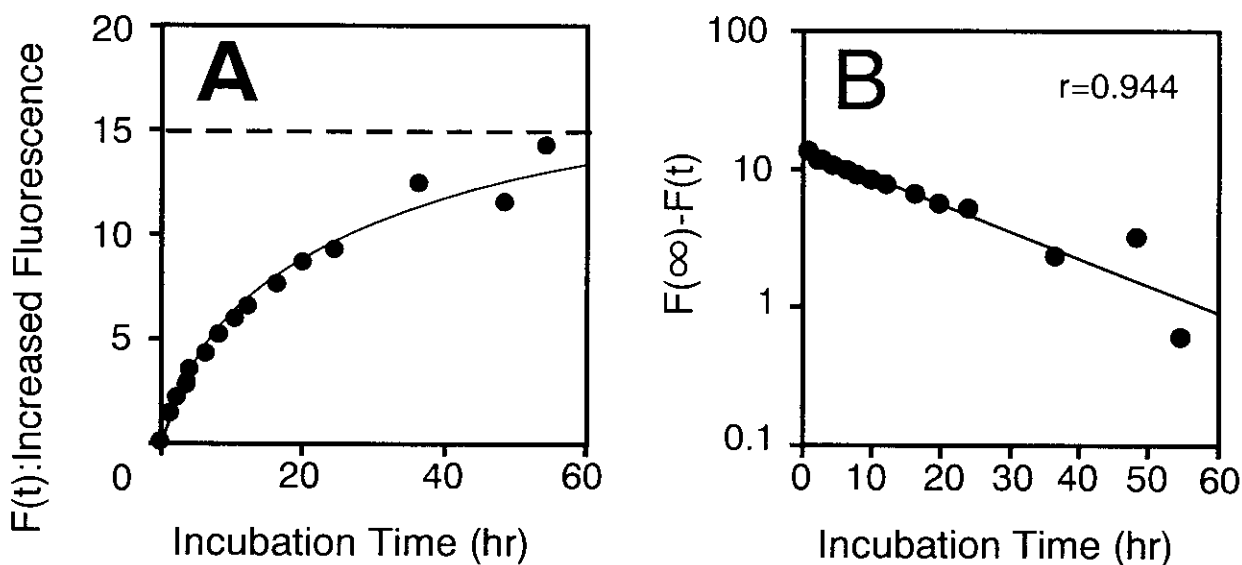 A
F(t):Increased Fluorescence
20
15
10
5
0
20
40
60
Incubation Time (hr)
B
r=0.944
F(∞)-F(t)
100
10
1
0.1
0
10
20
30
40
50
60
Incubation Time (hr)